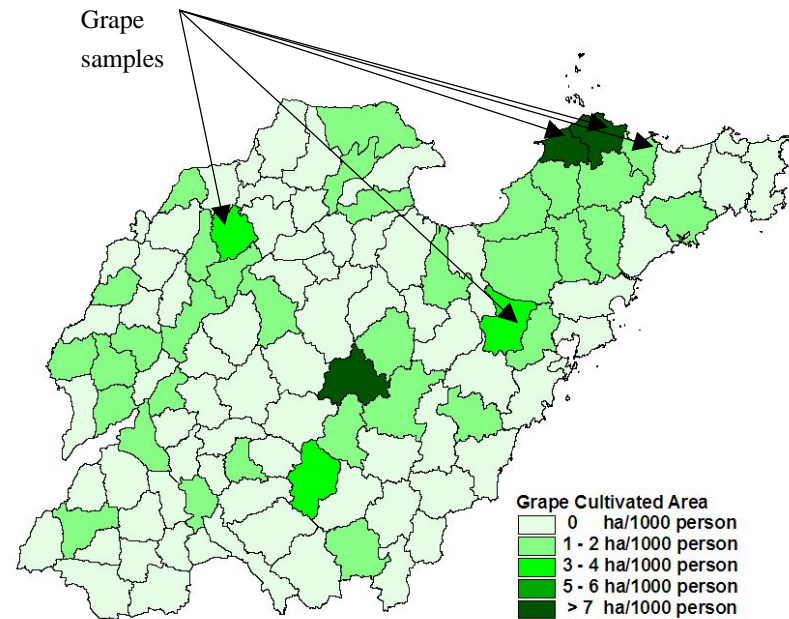 Grape
samples
Grape Cultivated Area
0 ha/1000 person
1 - 2 ha/1000 person
3 - 4 ha/1000 person
5 - 6 ha/1000 person
> 7 ha/1000 person